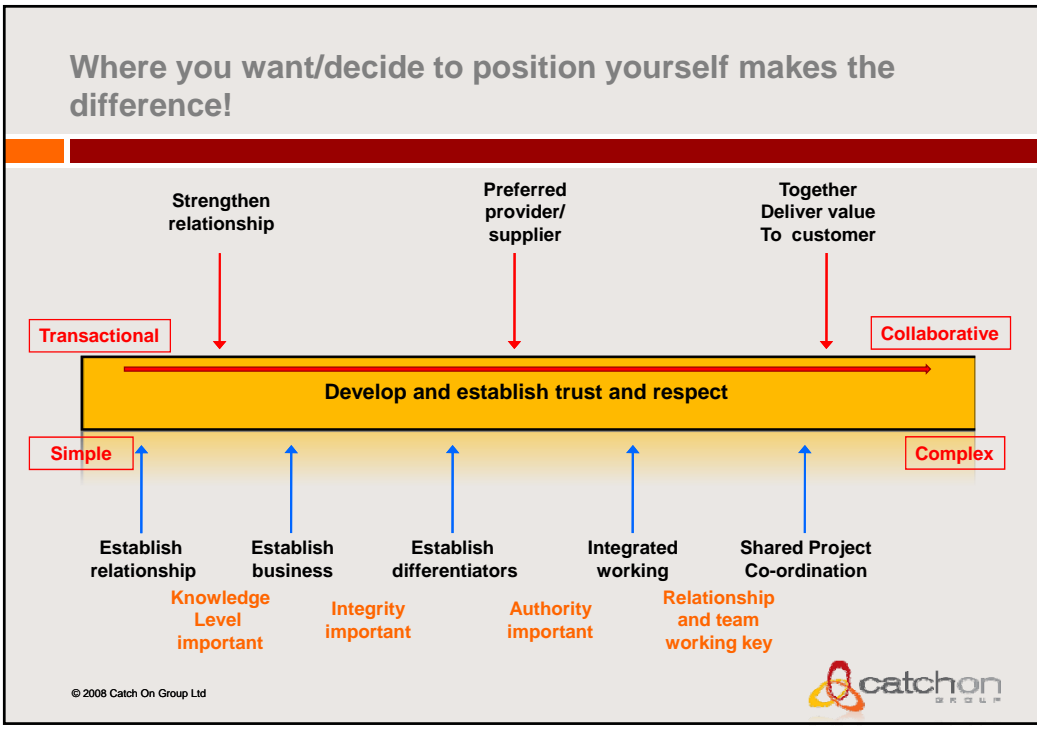 Where you want/decide to position yourself makes the
difference!
Strengthen
relationship
Preferred
provider/
supplier
Together
Deliver value
To customer
Transactional
Collaborative
Develop and establish trust and respect
Simple
Complex
Establish
relationship
Establish
business
Establish
differentiators
Integrated
working
Shared Project
Co-ordination
Knowledge
Level
important
Integrity
important
Authority
important
Relationship
and team
working key
© 2008 Catch On Group Ltd
catchon
GROUP